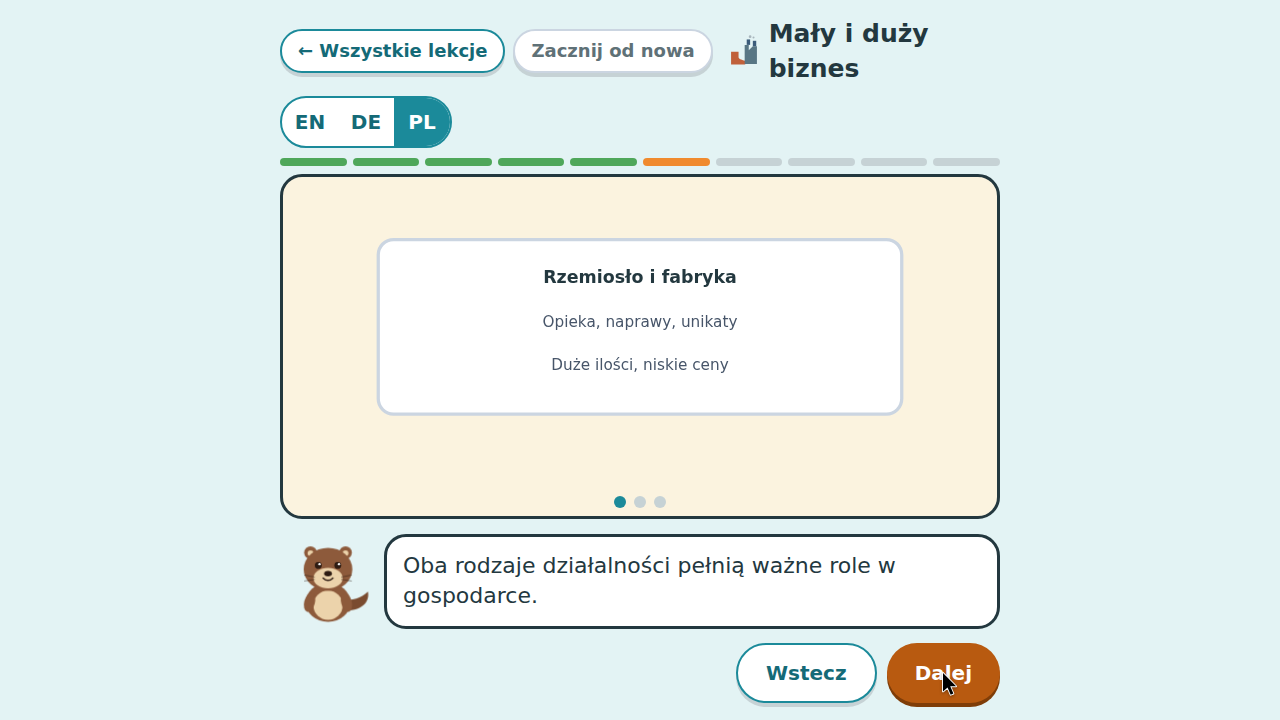 ← Wszystkie lekcje
Zacznij od nowa
Mały i duży
biznes
EN DE PL
Rzemiosło i fabryka
Opieka, naprawy, unikaty
Duże ilości, niskie ceny
Oba rodzaje działalności pełnią ważne role w
gospodarce.
Wstecz
Dalej